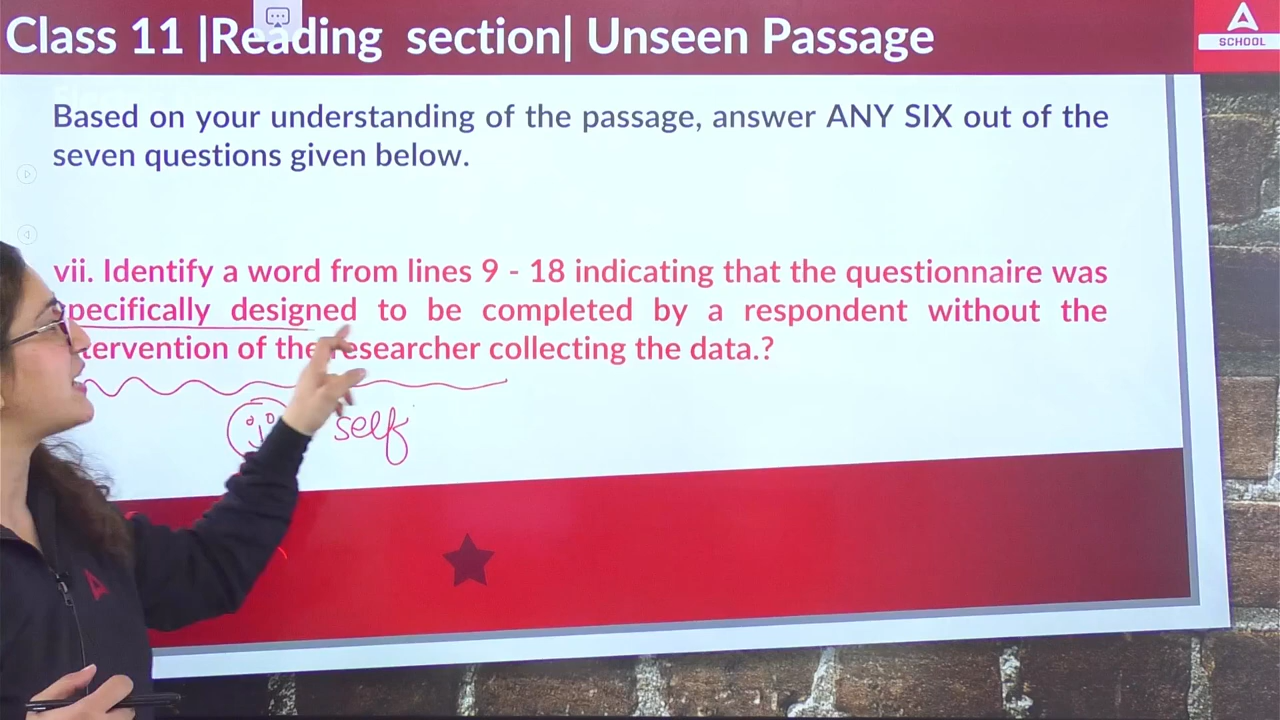 Class 11 |Reading section| Unseen Passage
SCHOOL
Based on your understanding of the passage, answer ANY SIX out of the
seven questions given below.
vii. Identify a word from lines 9 - 18 indicating that the questionnaire was
specifically designed to be completed by a respondent without the
tervention of the researcher collecting the data.?
self